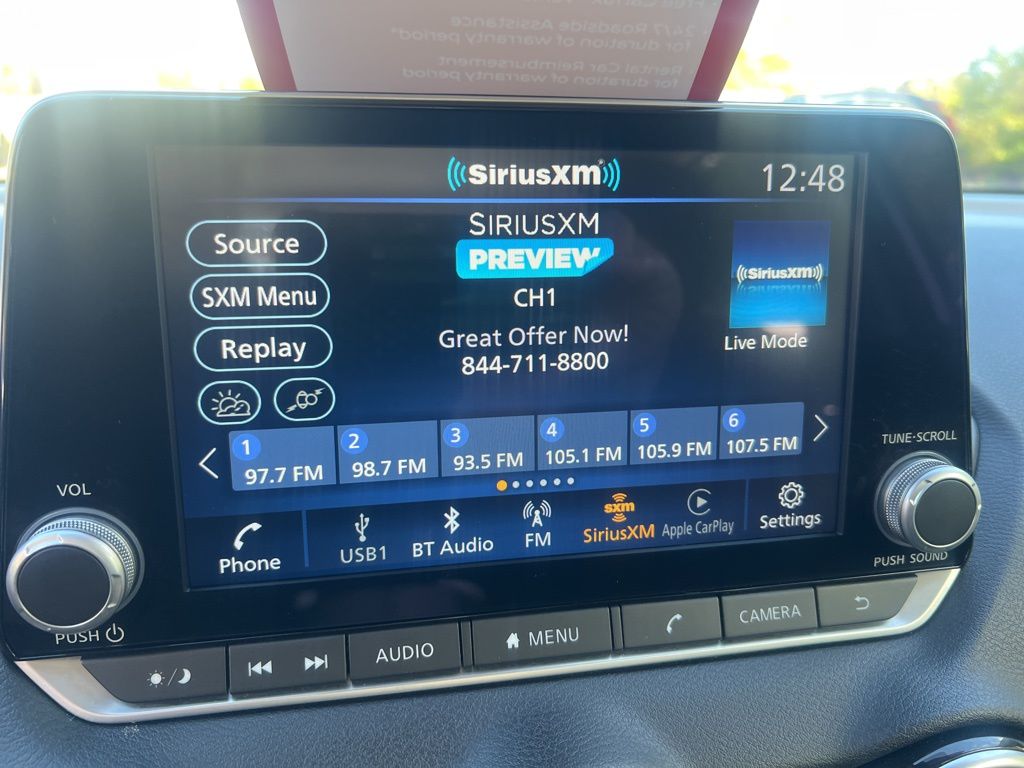 24/7 Roadside Assistance
for duration of warranty period*
Rental Car Reimbursement
for duration of warranty period
((SiriusXM))
12:48
Source
SIRIUSXM
PREVIEW
((SiriusXM))
SXM Menu
CH1
Replay
Great Offer Now!
844-711-8800
Live Mode
1 97.7 FM
2 98.7 FM
3 93.5 FM
4 105.1 FM
5 105.9 FM
6 107.5 FM
TUNE·SCROLL
VOL
Phone
USB1
BT Audio
FM
sxm
SiriusXM
Apple CarPlay
Settings
PUSH SOUND
PUSH
AUDIO
MENU
CAMERA